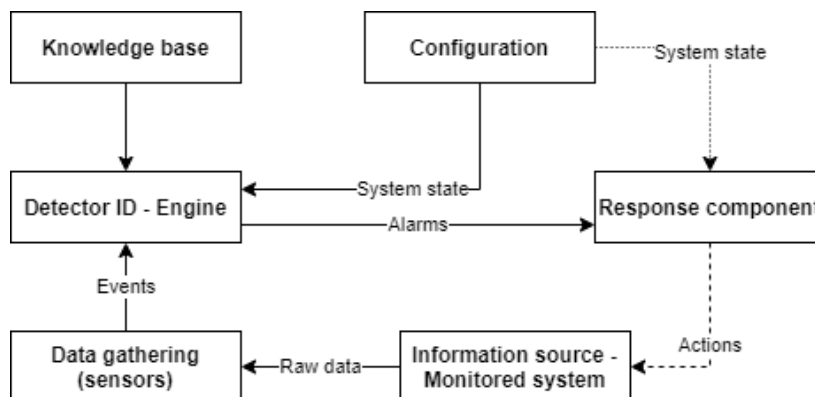 Knowledge base
Configuration
System state
Detector ID - Engine
System state
Alarms
Response component
Events
Data gathering
(sensors)
Raw data
Information source -
Monitored system
Actions